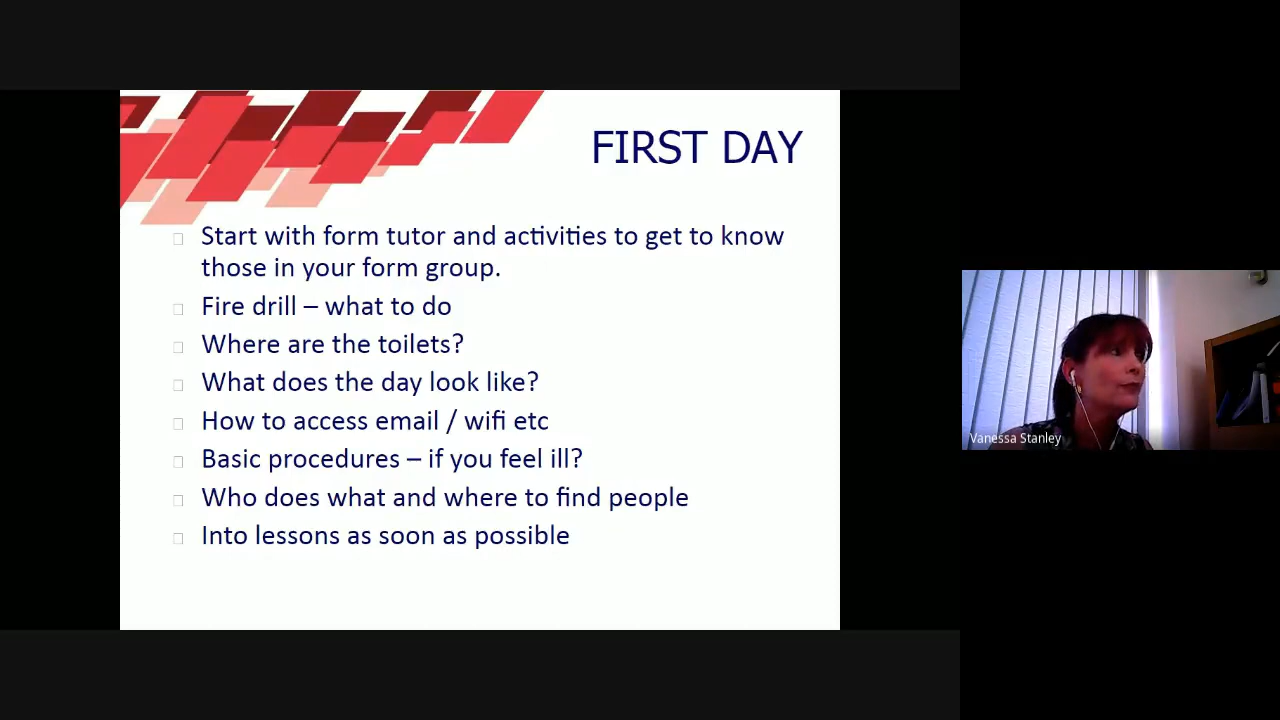 FIRST DAY
Start with form tutor and activities to get to know
those in your form group.
Fire drill – what to do
Where are the toilets?
What does the day look like?
How to access email / wifi etc
Basic procedures – if you feel ill?
Who does what and where to find people
Into lessons as soon as possible
Vanessa Stanley